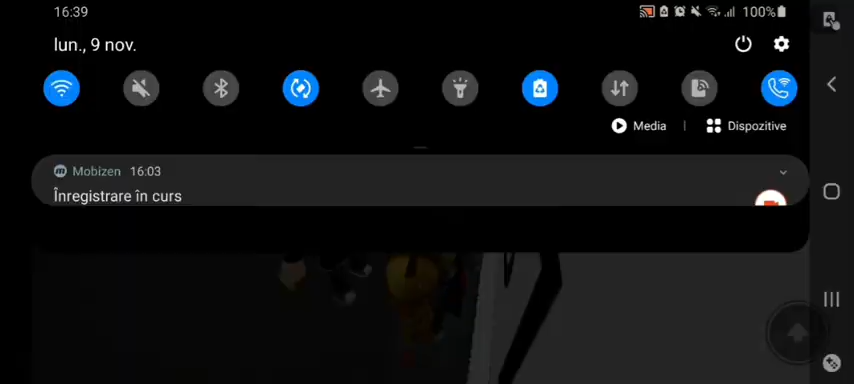 16:39
100%
lun., 9 nov.
Media | Dispozitive
Mobizen 16:03
Înregistrare în curs